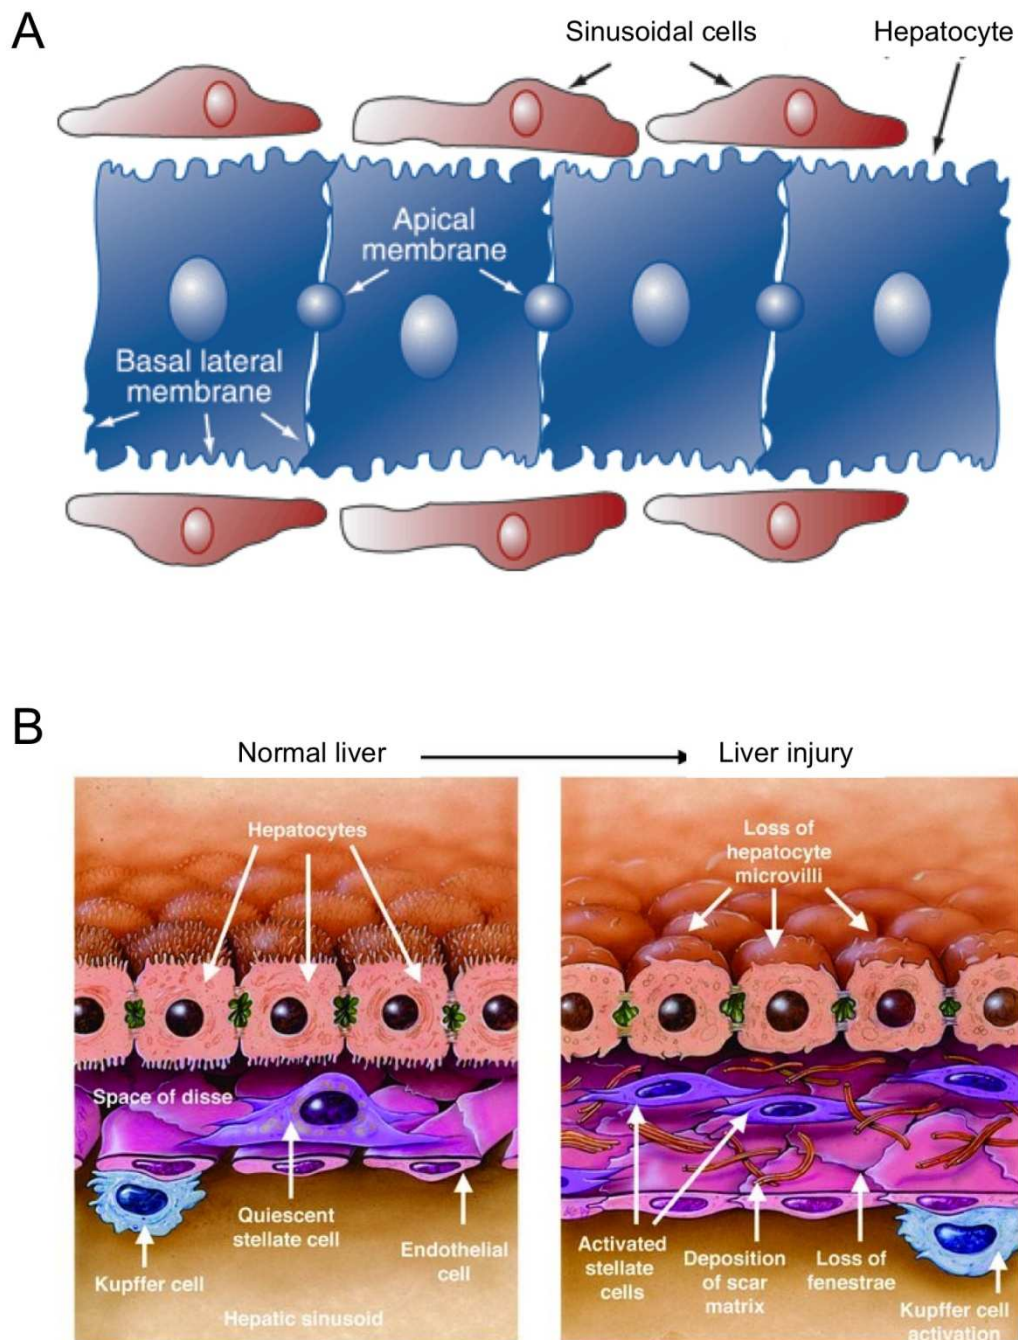 A
Sinusoidal cells
Hepatocyte
Apical
membrane
Basal lateral
membrane
B
Normal liver
Liver injury
Hepatocytes
Space of disse
Quiescent
stellate cell
Endothelial
cell
Kupffer cell
Hepatic sinusoid
Loss of
hepatocyte
microvilli
Activated
stellate
cells
Deposition
of scar
matrix
Loss of
fenestrae
Kupffer cell
activation